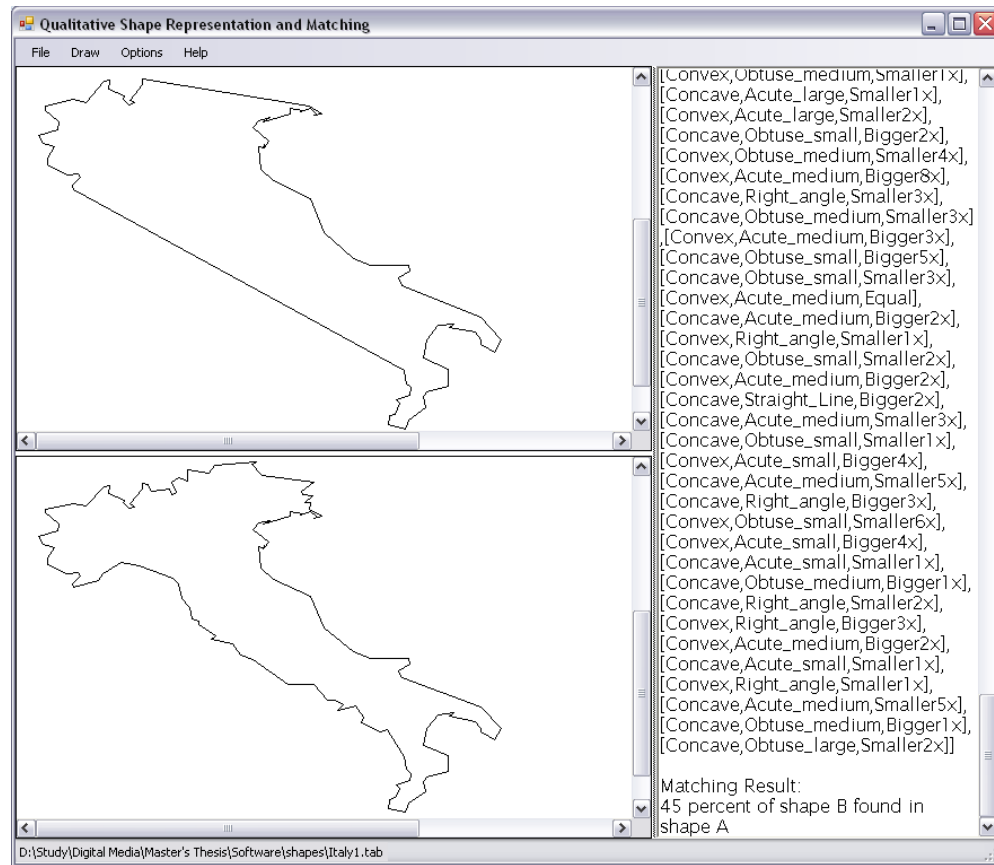 Qualitative Shape Representation and Matching
File Draw Options Help
[Convex,Obtuse_medium,Smaller1x],
[Concave,Acute_large,Smaller1x],
[Convex,Acute_large,Smaller2x],
[Concave,Obtuse_small,Bigger2x],
[Convex,Obtuse_medium,Smaller4x],
[Convex,Acute_medium,Bigger8x],
[Concave,Right_angle,Smaller3x],
[Concave,Obtuse_medium,Smaller3x]
,[Convex,Acute_medium,Bigger3x],
[Concave,Obtuse_small,Bigger5x],
[Concave,Obtuse_small,Smaller3x],
[Convex,Acute_medium,Equal],
[Concave,Acute_medium,Bigger2x],
[Convex,Right_angle,Smaller1x],
[Concave,Obtuse_small,Smaller2x],
[Convex,Acute_medium,Bigger2x],
[Concave,Straight_Line,Bigger2x],
[Concave,Acute_medium,Smaller3x],
[Concave,Obtuse_small,Smaller1x],
[Convex,Acute_small,Bigger4x],
[Concave,Acute_medium,Smaller5x],
[Concave,Right_angle,Bigger3x],
[Convex,Obtuse_small,Smaller6x],
[Convex,Acute_small,Bigger4x],
[Concave,Acute_small,Smaller1x],
[Concave,Obtuse_medium,Bigger1x],
[Concave,Right_angle,Smaller2x],
[Convex,Right_angle,Bigger3x],
[Convex,Acute_medium,Bigger2x],
[Concave,Acute_small,Smaller1x],
[Convex,Right_angle,Smaller1x],
[Concave,Acute_medium,Smaller5x],
[Concave,Obtuse_medium,Bigger1x],
[Concave,Obtuse_large,Smaller2x]]
Matching Result:
45 percent of shape B found in
shape A
D:\Study\Digital Media\Master's Thesis\Software\shapes\Italy1.tab